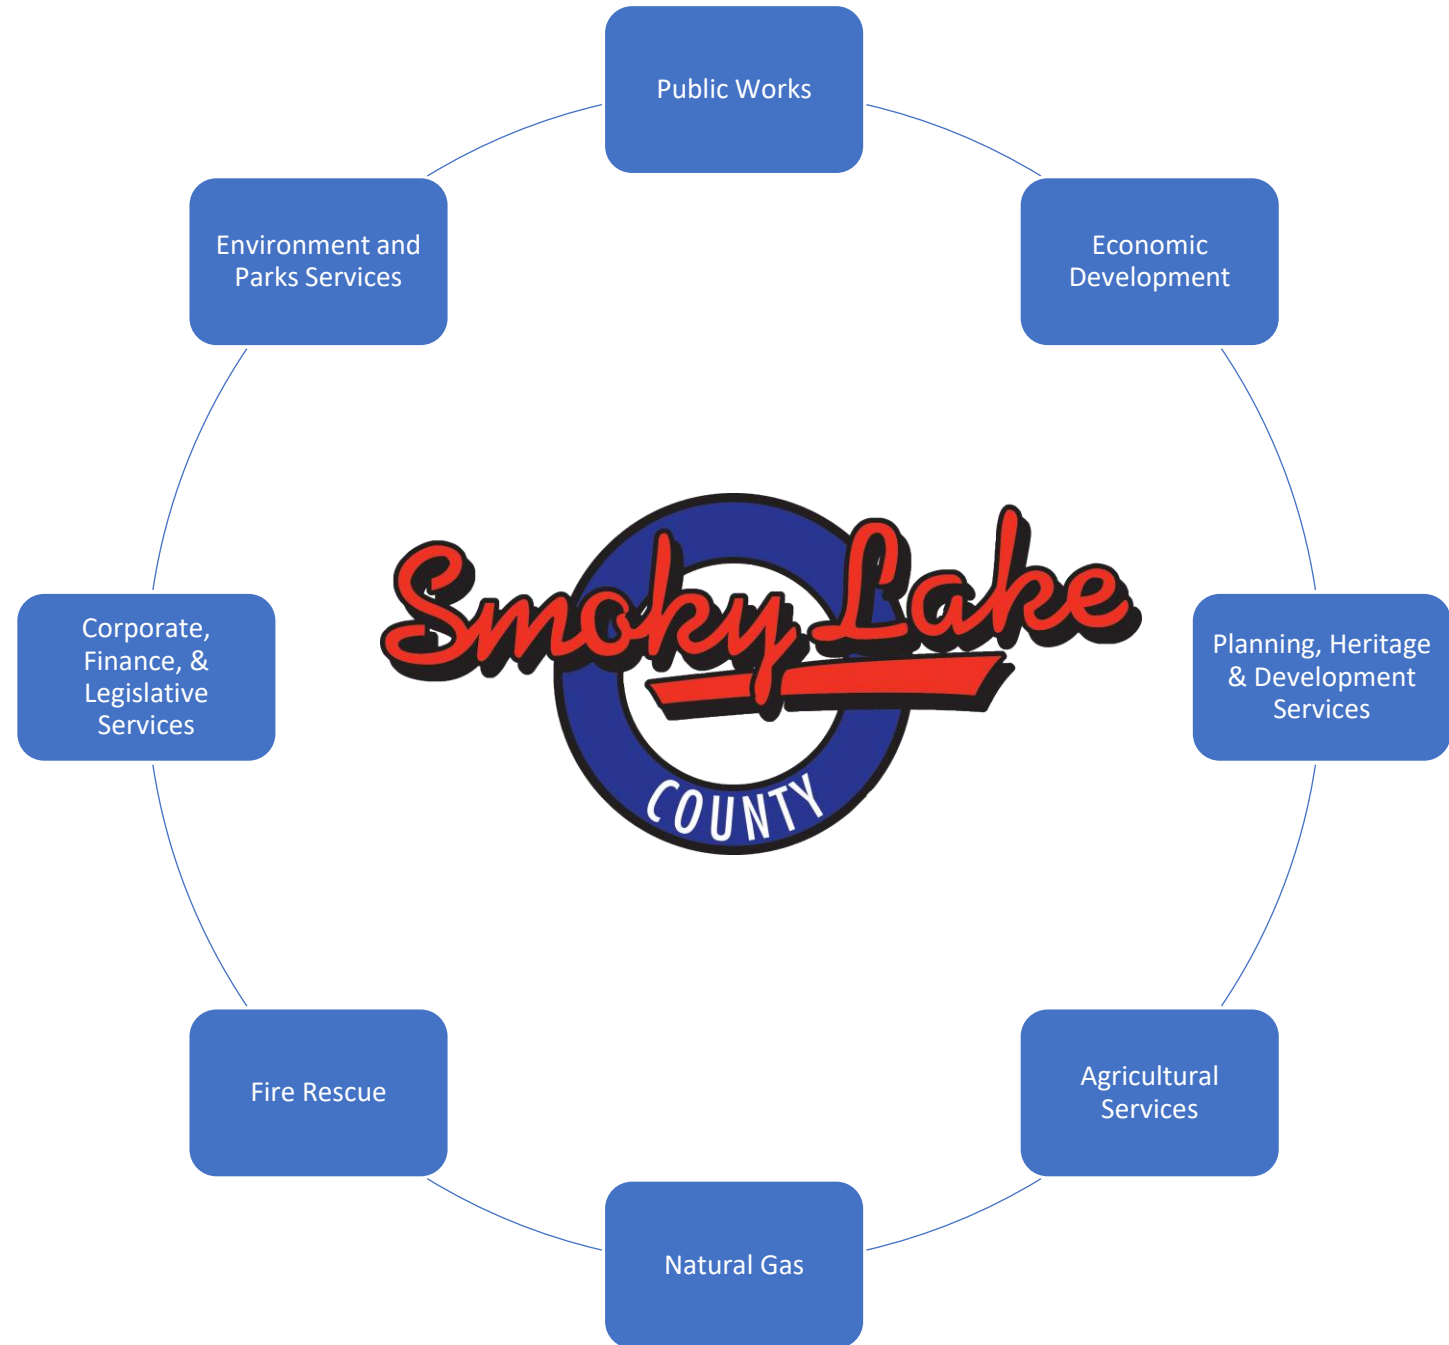 Public Works
Environment and
Parks Services
Economic
Development
Smoky Lake
COUNTY
Corporate,
Finance, &
Legislative
Services
Planning, Heritage
& Development
Services
Fire Rescue
Agricultural
Services
Natural Gas